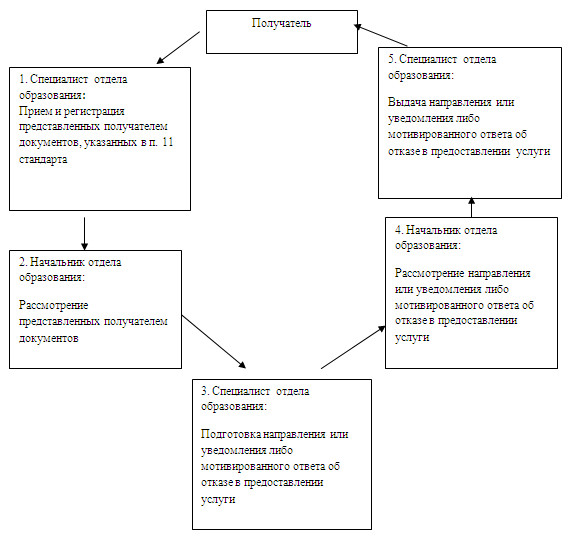 Получатель
1. Специалист отдела
образования:
Прием и регистрация
представленных получателем
документов, указанных в п. 11
стандарта
2. Начальник отдела
образования:
Рассмотрение
представленных получателем
документов
3. Специалист отдела
образования:
Подготовка направления или
уведомления либо
мотивированного ответа об
отказе в предоставлении
услуги
4. Начальник отдела
образования:
Рассмотрение направления
или уведомления либо
мотивированного ответа об
отказе в предоставлении
услуги
5. Специалист отдела
образования:
Выдача направления или
уведомления либо
мотивированного ответа об
отказе в предоставлении услуги